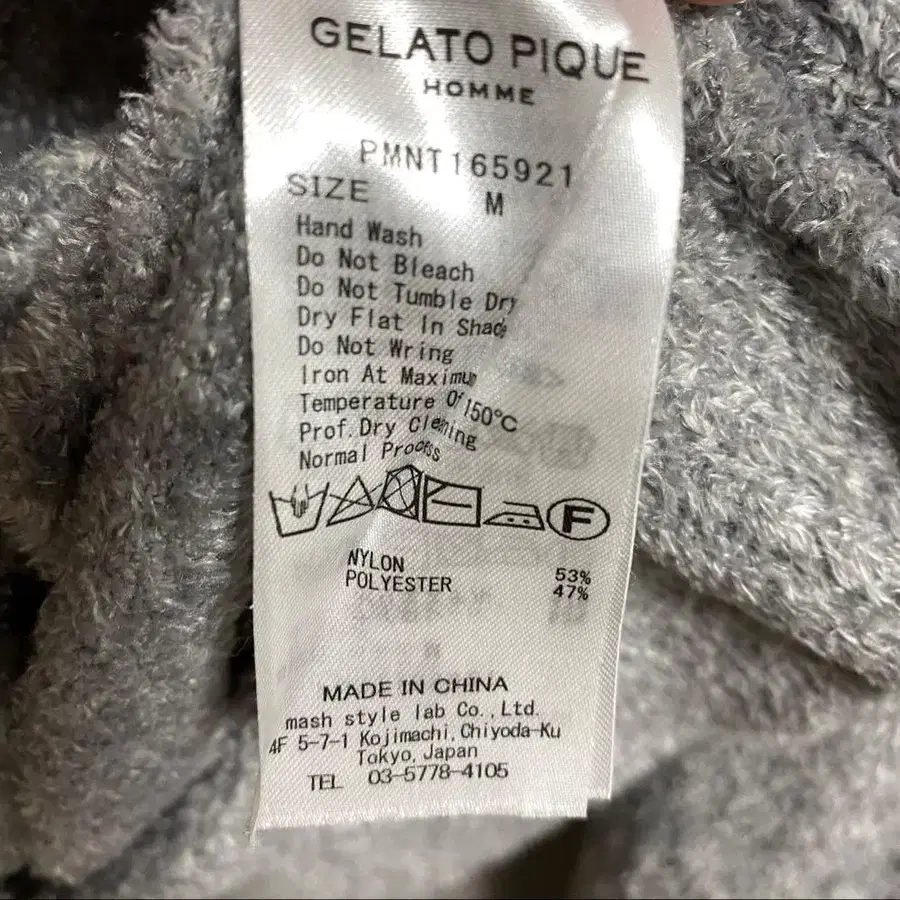 GELATO PIQUE
HOMME
PMNT165921
SIZE M
Hand Wash
Do Not Bleach
Do Not Tumble Dry
Dry Flat In Shade
Do Not Wring
Iron At Maximum
Temperature Of 150°C
Prof. Dry Cleaning
Normal Process
F
NYLON 53%
POLYESTER 47%
MADE IN CHINA
mash style lab Co., Ltd.
4F 5-7-1 Kojimachi, Chiyoda-Ku
Tokyo, Japan
TEL 03-5778-4105